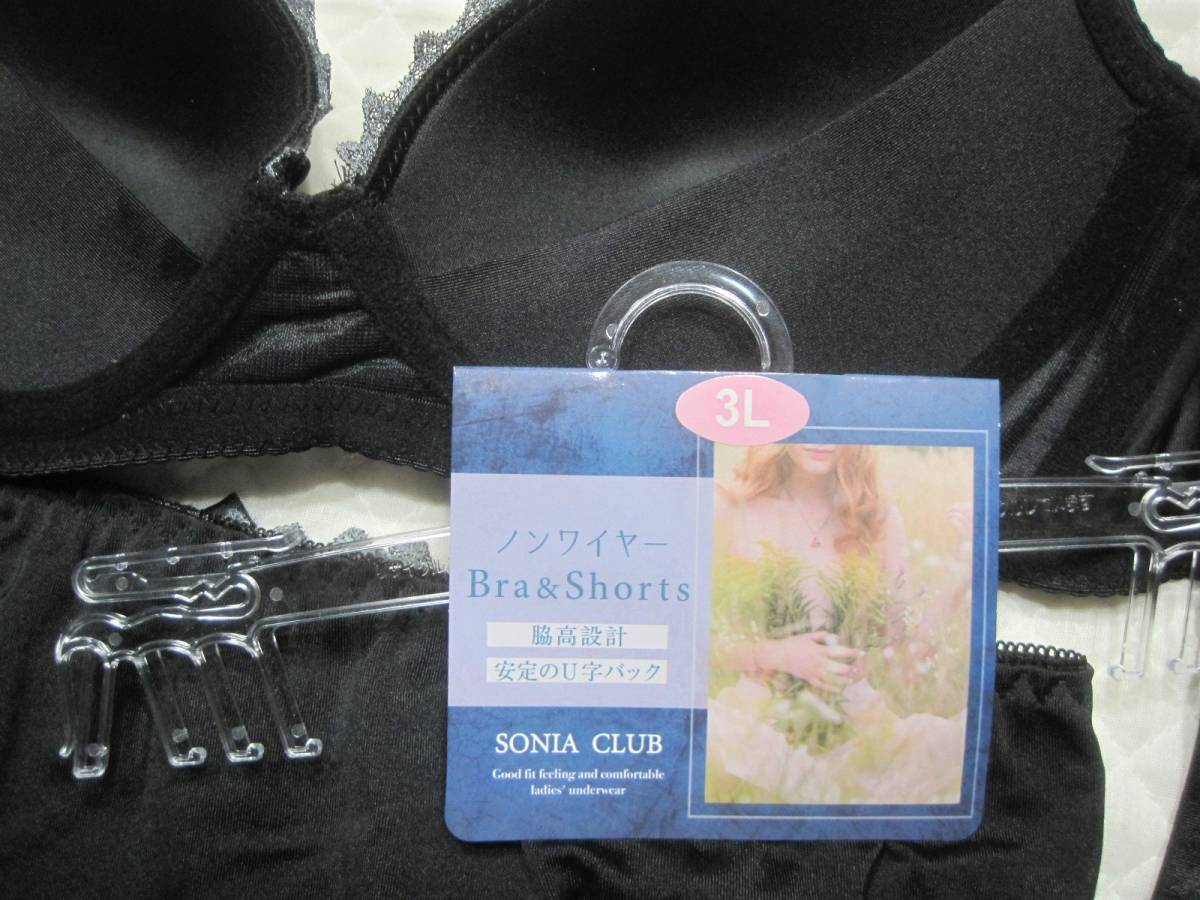 3L
ノンワイヤー
Bra&Shorts
脇高設計
安定のU字バック
SONIA CLUB
Good fit feeling and comfortable
ladies' underwear